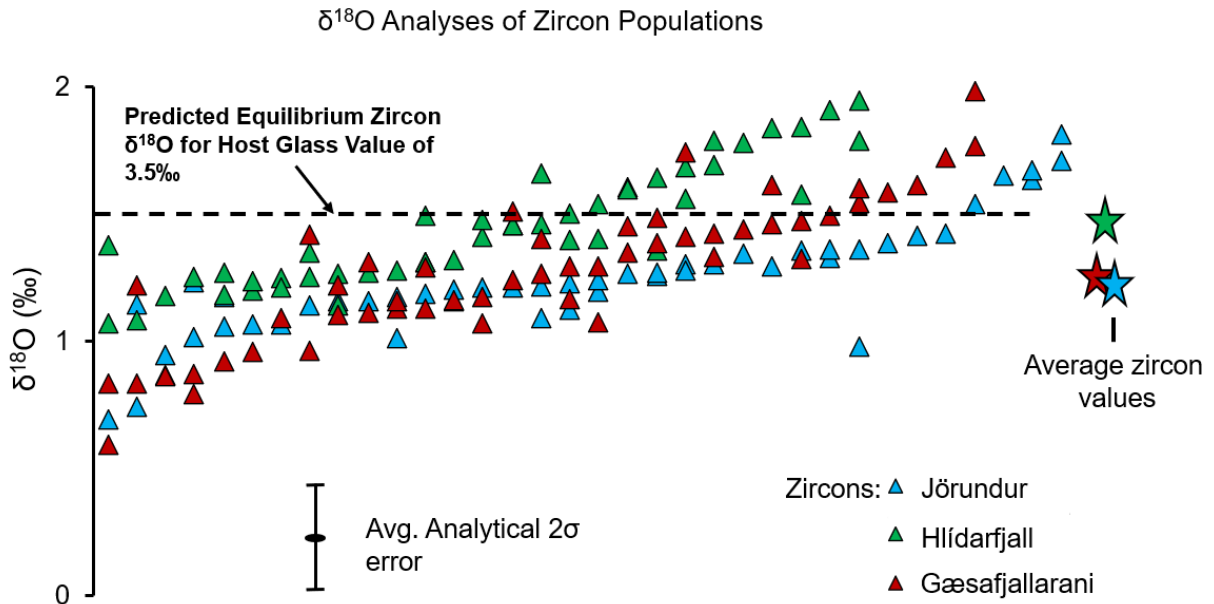 δ¹⁸O Analyses of Zircon Populations
2
Predicted Equilibrium Zircon
δ¹⁸O for Host Glass Value of
3.5‰
δ¹⁸O (‰)
1
Average zircon
values
Zircons: Jörundur
Avg. Analytical 2σ
error
Hlídarfjall
Gæsafjallarani
0